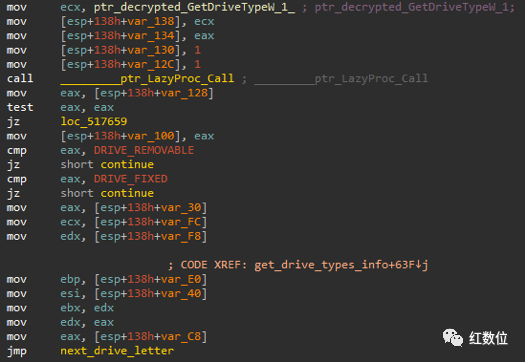 mov ecx, ptr_decrypted_GetDriveTypeW_1_ ; ptr_decrypted_GetDriveTypeW_1;
mov [esp+138h+var_138], ecx
mov [esp+138h+var_134], eax
mov [esp+138h+var_130], 1
mov [esp+138h+var_12C], 1
call _________ptr_LazyProc_Call ; _________ptr_LazyProc_Call
mov eax, [esp+138h+var_128]
test eax, eax
jz loc_517659
mov [esp+138h+var_100], eax
cmp eax, DRIVE_REMOVABLE
jz short continue
cmp eax, DRIVE_FIXED
jz short continue
mov eax, [esp+138h+var_30]
mov ecx, [esp+138h+var_FC]
mov edx, [esp+138h+var_F8]
; CODE XREF: get_drive_types_info+63F↓j
mov ebp, [esp+138h+var_E0]
mov esi, [esp+138h+var_40]
mov ebx, edx
mov edx, eax
mov eax, [esp+138h+var_C8]
jmp next_drive_letter
红数位